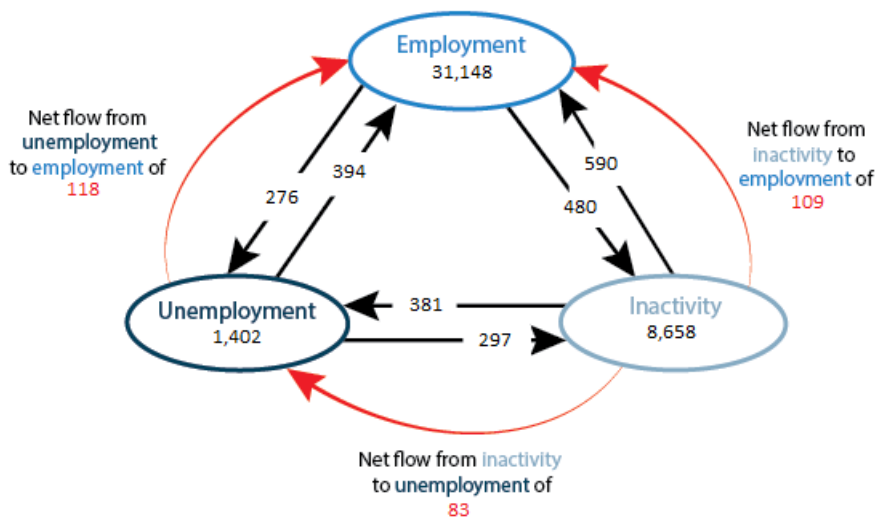 Employment
31,148
Net flow from
unemployment
to employment of
118
Net flow from
inactivity to
employment of
109
394
590
276
480
Unemployment
1,402
381
297
Inactivity
8,658
Net flow from inactivity
to unemployment of
83